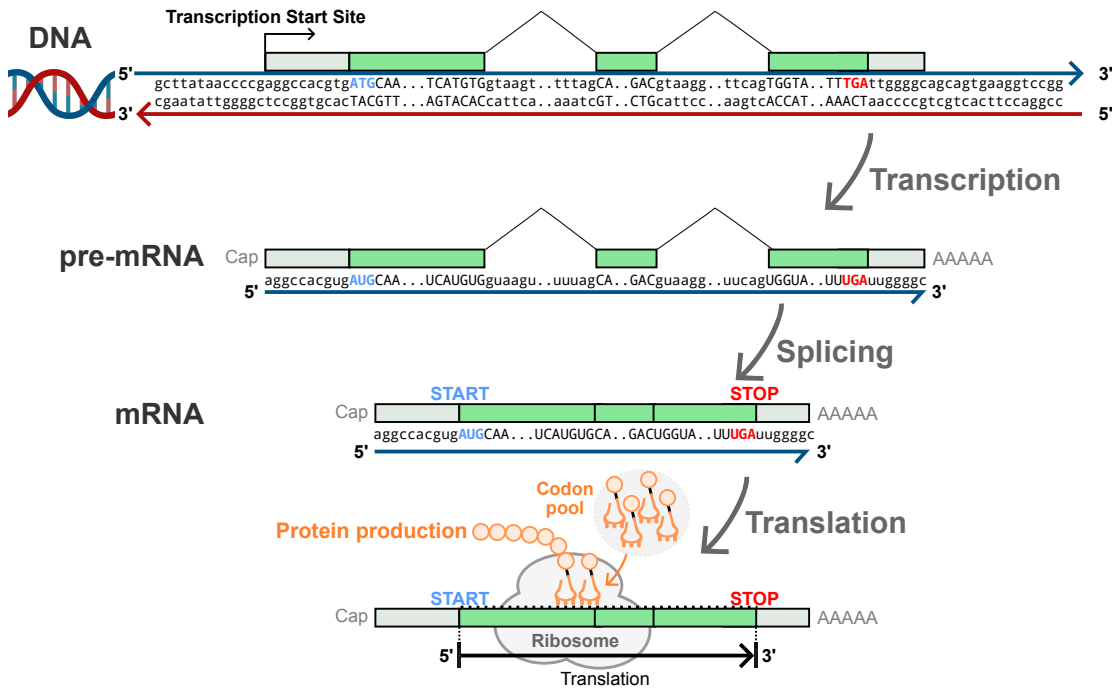 Transcription Start Site
DNA
5' 3'
gcttataaccccgaggccacgtgATGCAA...TCATGTGgtaagt..tttagCA..GACgtaagg..ttcagTGGTA..TTTGAttggggcagcagtgaaggtccgg
cgaatattggggctccggtgcacTACGTT...AGTACACcattca..aaatcGT..CTGcattcc..aagtcACCAT..AAACTaaccccgtcgtcacttccaggcc
3' 5'
Transcription
pre-mRNA
Cap AAAAA
aggccacgugAUGCAA...UCAUGUGguaagu..uuuagCA..GACguaagg..uucagUGGUA..UUUGAuuggggc
5' 3'
Splicing
START STOP
mRNA
Cap AAAAA
aggccacgugAUGCAA...UCAUGUGCA..GACUGGUA..UUUGAuuggggc
5' 3'
Codon
pool
Translation
Protein production
START STOP
Cap AAAAA
Ribosome
5' 3'
Translation